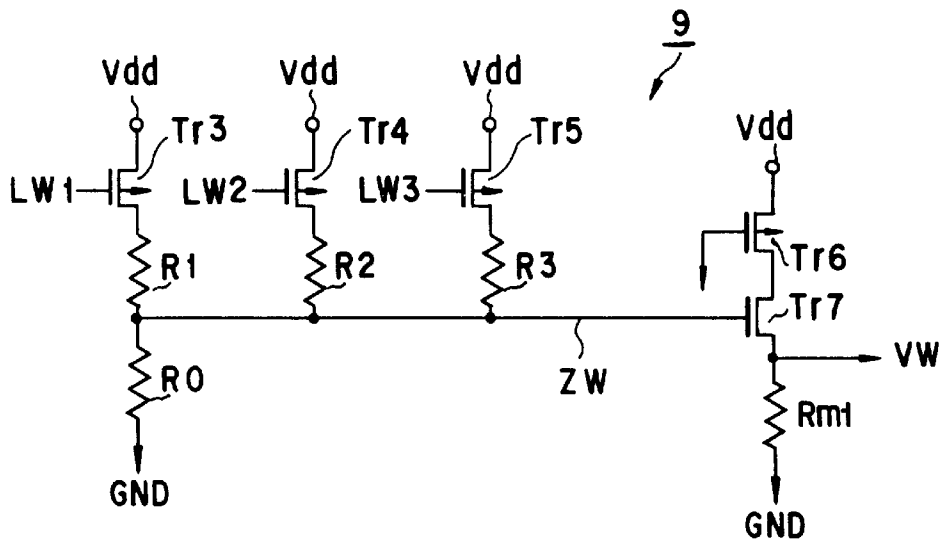 9
Vdd
Vdd
Vdd
Vdd
Tr3
Tr4
Tr5
LW1
LW2
LW3
Tr6
R1
R2
R3
Tr7
ZW
VW
R0
Rm1
GND
GND